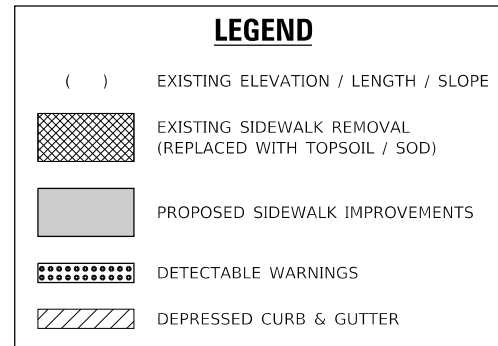 LEGEND
( ) EXISTING ELEVATION / LENGTH / SLOPE
EXISTING SIDEWALK REMOVAL
(REPLACED WITH TOPSOIL / SOD)
PROPOSED SIDEWALK IMPROVEMENTS
DETECTABLE WARNINGS
DEPRESSED CURB & GUTTER